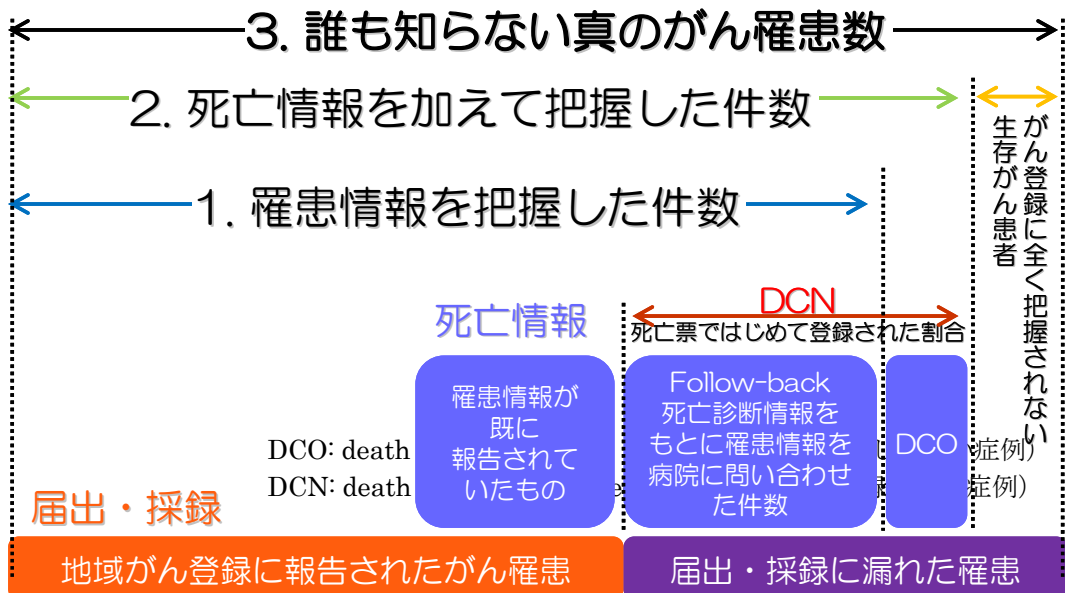 3. 誰も知らない真のがん罹患数
2. 死亡情報を加えて把握した件数
がん登録に全く把握されない
生存がん患者
1. 罹患情報を把握した件数
死亡情報
DCN
死亡票ではじめて登録された割合
罹患情報が
既に
報告されて
いたもの
Follow-back
死亡診断情報を
もとに罹患情報を
病院に問い合わせ
た件数
DCO
DCO: death
症例)
DCN: death
症例)
届出・採録
地域がん登録に報告されたがん罹患
届出・採録に漏れた罹患